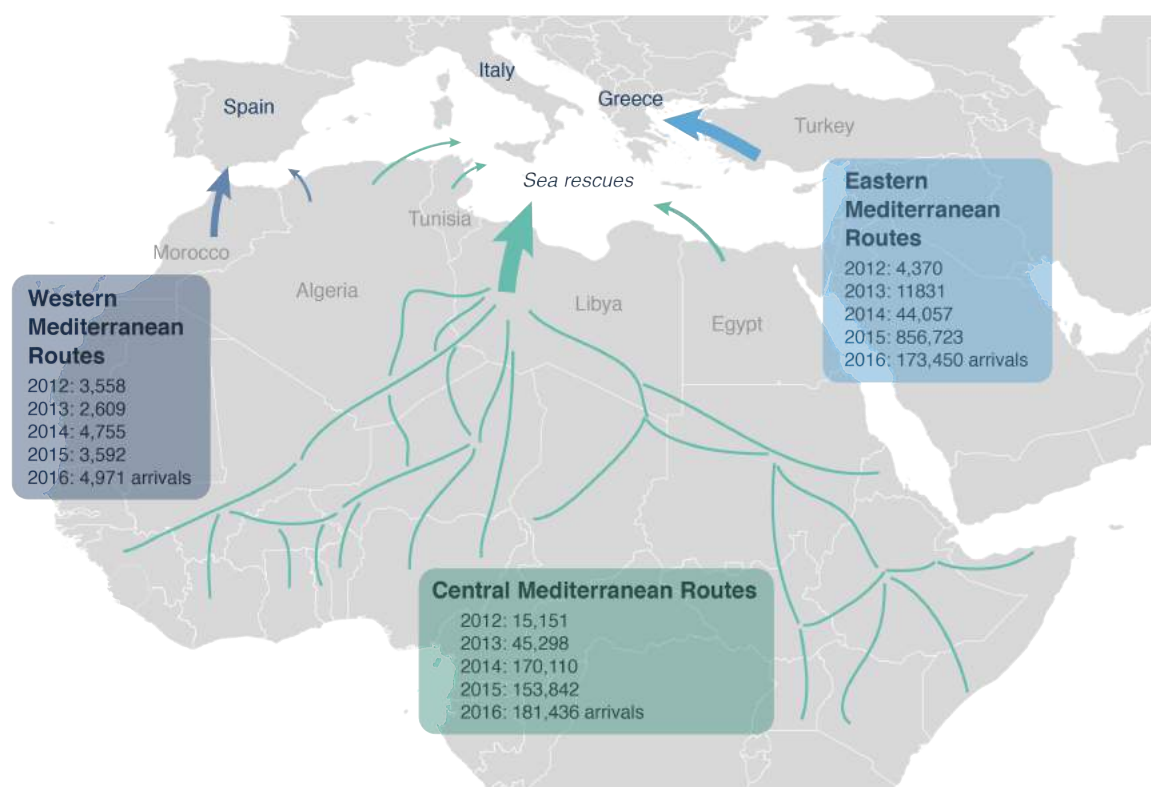 Italy
Spain
Greece
Turkey
Sea rescues
Tunisia
Morocco
Algeria
Libya
Egypt
Eastern
Mediterranean
Routes
2012: 4,370
2013: 11831
2014: 44,057
2015: 856,723
2016: 173,450 arrivals
Western
Mediterranean
Routes
2012: 3,558
2013: 2,609
2014: 4,755
2015: 3,592
2016: 4,971 arrivals
Central Mediterranean Routes
2012: 15,151
2013: 45,298
2014: 170,110
2015: 153,842
2016: 181,436 arrivals